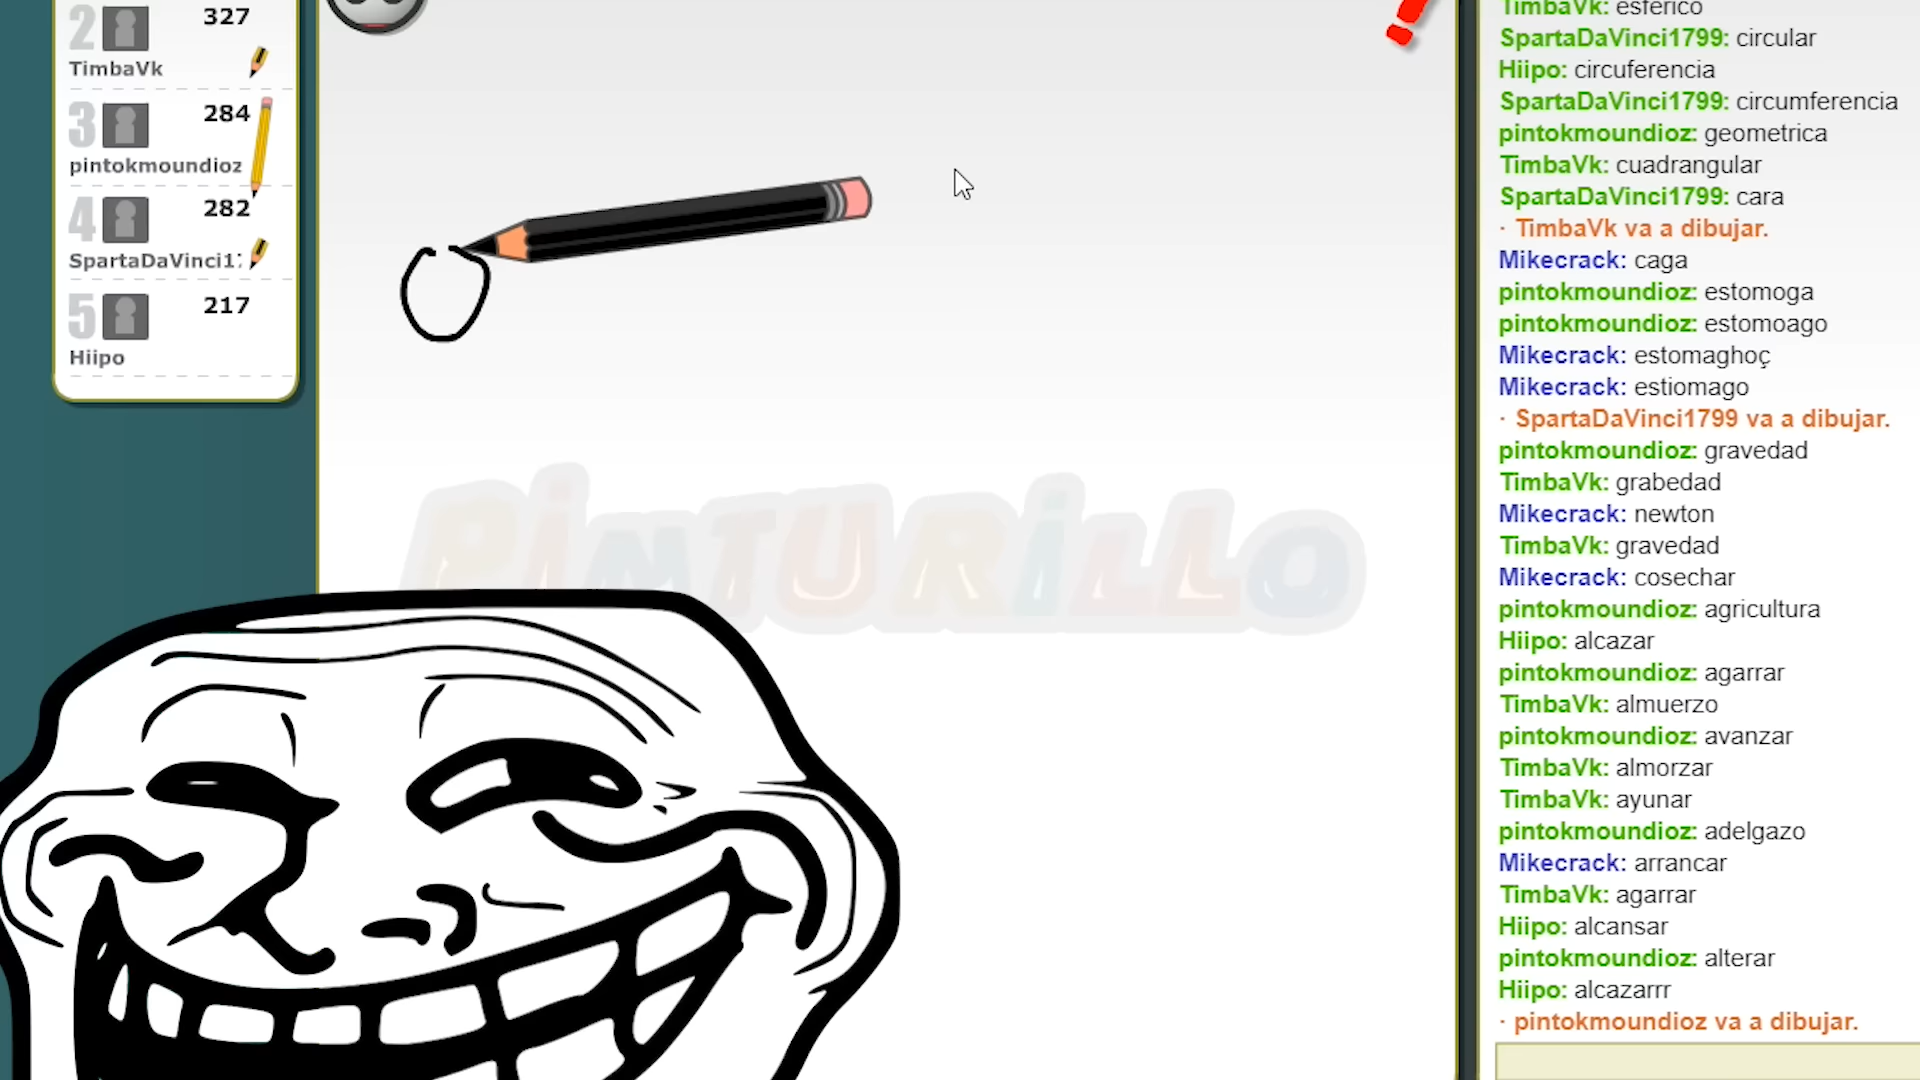 2
327
TimbaVk
3
284
pintokmoundioz
4
282
SpartaDaVinci1
5
217
Hiipo
PINTURILLO
TimbaVk: esferico
SpartaDaVinci1799: circular
Hiipo: circuferencia
SpartaDaVinci1799: circumferencia
pintokmoundioz: geometrica
TimbaVk: cuadrangular
SpartaDaVinci1799: cara
· TimbaVk va a dibujar.
Mikecrack: caga
pintokmoundioz: estomoga
pintokmoundioz: estomoago
Mikecrack: estomaghoç
Mikecrack: estiomago
· SpartaDaVinci1799 va a dibujar.
pintokmoundioz: gravedad
TimbaVk: grabedad
Mikecrack: newton
TimbaVk: gravedad
Mikecrack: cosechar
pintokmoundioz: agricultura
Hiipo: alcazar
pintokmoundioz: agarrar
TimbaVk: almuerzo
pintokmoundioz: avanzar
TimbaVk: almorzar
TimbaVk: ayunar
pintokmoundioz: adelgazo
Mikecrack: arrancar
TimbaVk: agarrar
Hiipo: alcansar
pintokmoundioz: alterar
Hiipo: alcazarrr
· pintokmoundioz va a dibujar.